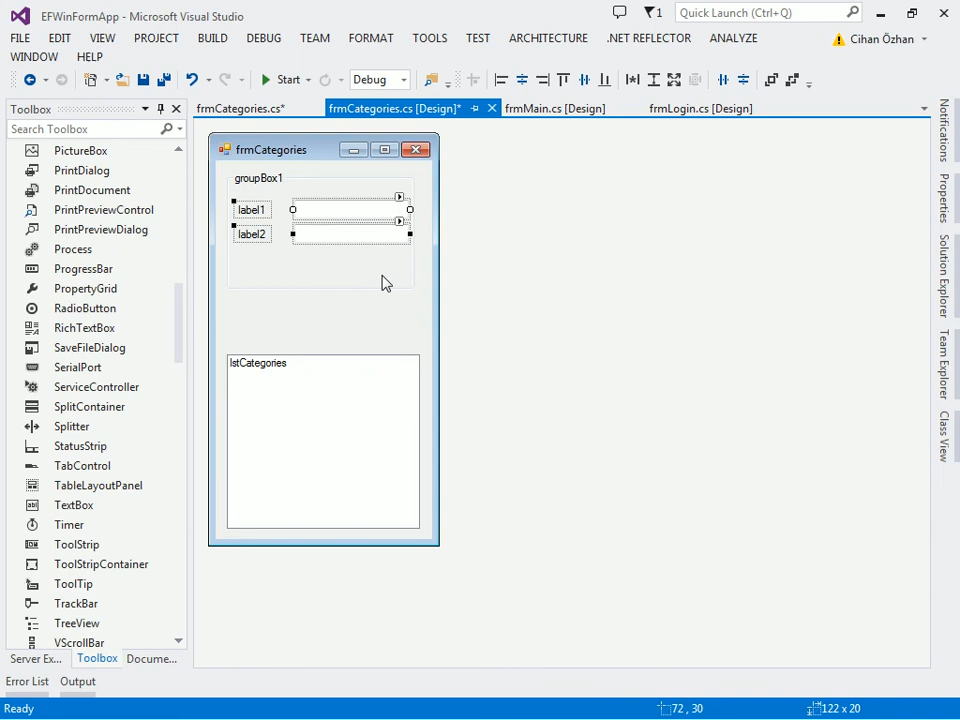 EFWinFormApp - Microsoft Visual Studio
1
Quick Launch (Ctrl+Q)
FILE EDIT VIEW PROJECT BUILD DEBUG TEAM FORMAT TOOLS TEST ARCHITECTURE .NET REFLECTOR ANALYZE
Cihan Özhan
WINDOW HELP
Start
Debug
Toolbox
frmCategories.cs*
frmCategories.cs [Design]*
frmMain.cs [Design]
frmLogin.cs [Design]
Search Toolbox
PictureBox
PrintDialog
PrintDocument
PrintPreviewControl
PrintPreviewDialog
Process
ProgressBar
PropertyGrid
RadioButton
RichTextBox
SaveFileDialog
SerialPort
ServiceController
SplitContainer
Splitter
StatusStrip
TabControl
TableLayoutPanel
TextBox
Timer
ToolStrip
ToolStripContainer
ToolTip
TrackBar
TreeView
VScrollBar
Server Ex...
Toolbox
Docume...
frmCategories
groupBox1
label1
label2
lstCategories
Notifications
Properties
Solution Explorer
Team Explorer
Class View
Error List
Output
Ready
72 , 30
122 x 20